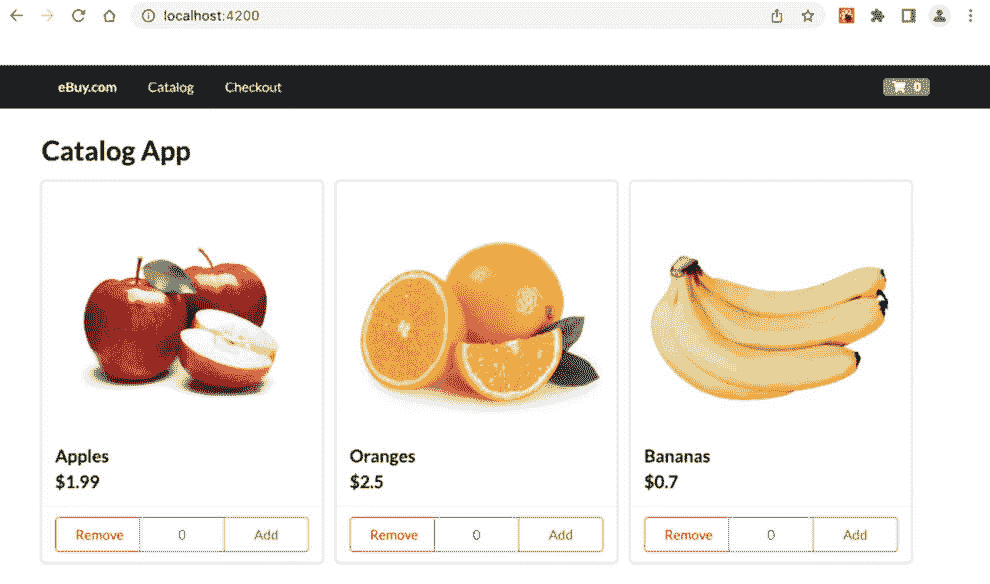 localhost:4200
eBuy.com Catalog Checkout 0
Catalog App
Apples
$1.99
Remove 0 Add
Oranges
$2.5
Remove 0 Add
Bananas
$0.7
Remove 0 Add